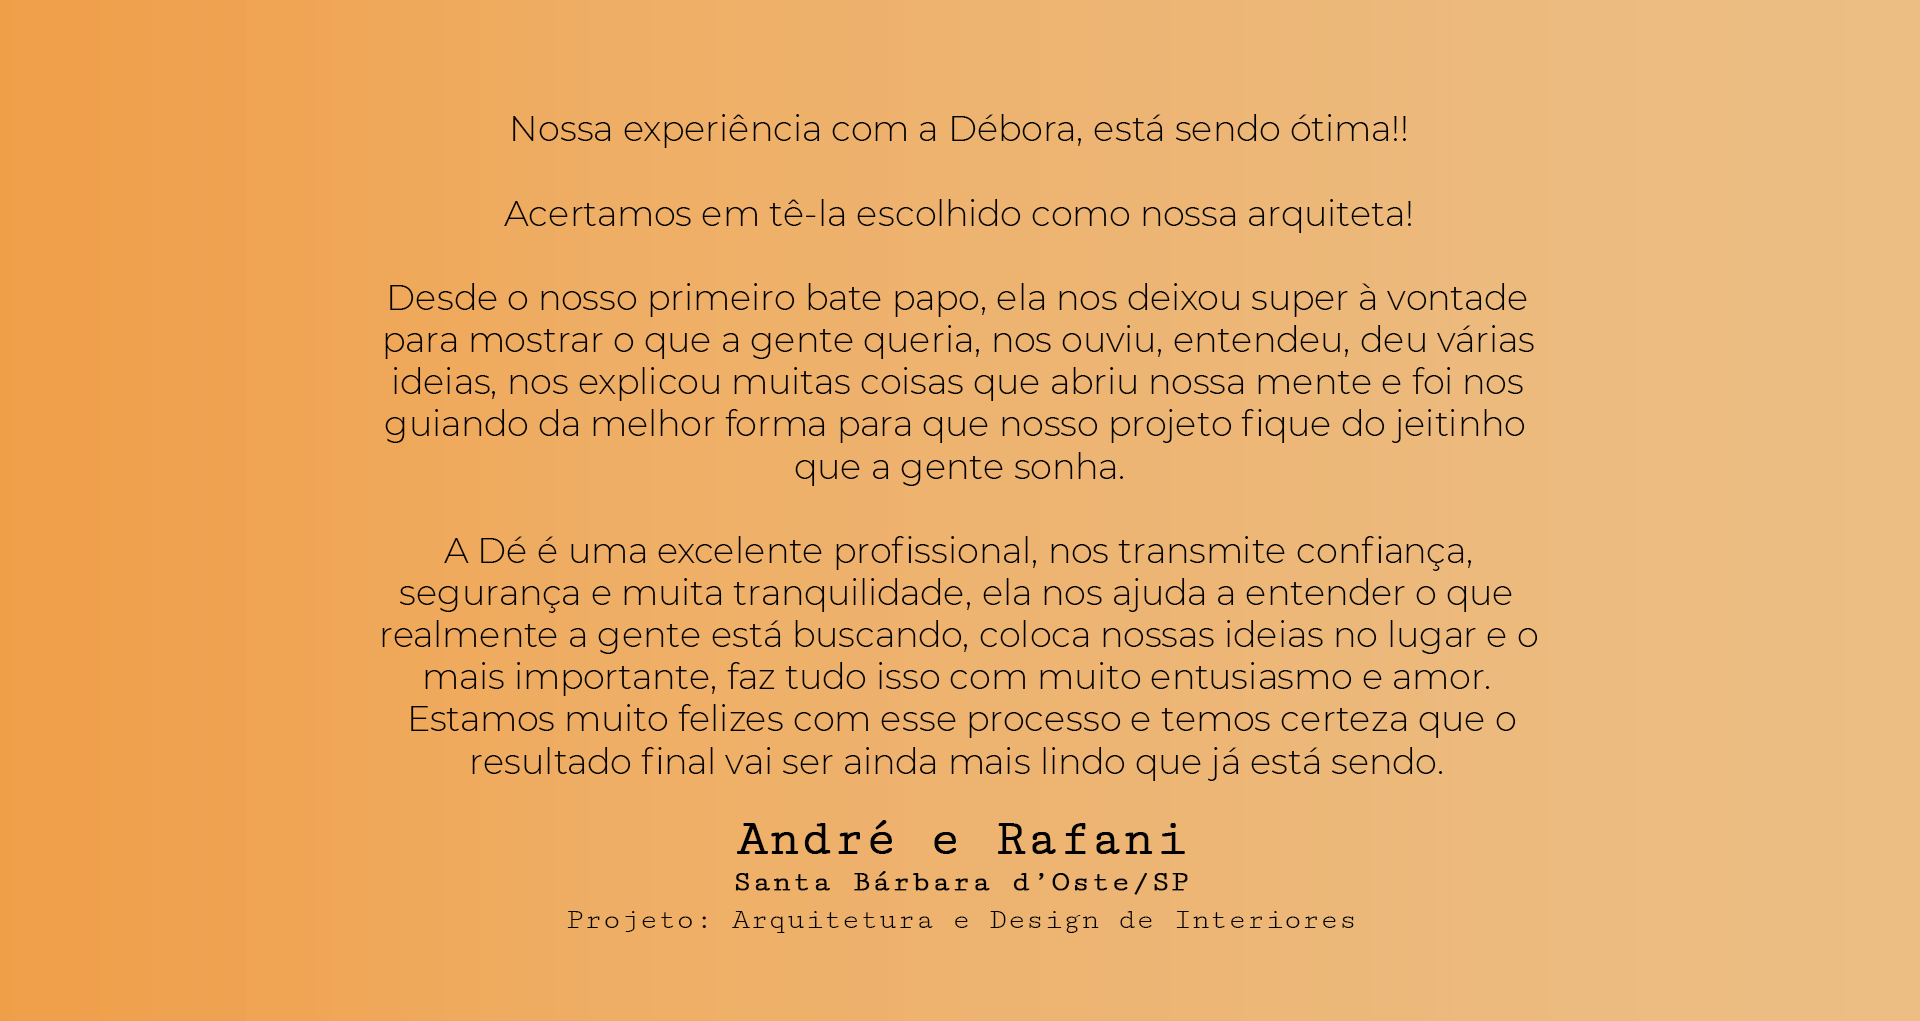 Nossa experiência com a Débora, está sendo ótima!!
Acertamos em tê-la escolhido como nossa arquiteta!
Desde o nosso primeiro bate papo, ela nos deixou super à vontade
para mostrar o que a gente queria, nos ouviu, entendeu, deu várias
ideias, nos explicou muitas coisas que abriu nossa mente e foi nos
guiando da melhor forma para que nosso projeto fique do jeitinho
que a gente sonha.
A Dé é uma excelente profissional, nos transmite confiança,
segurança e muita tranquilidade, ela nos ajuda a entender o que
realmente a gente está buscando, coloca nossas ideias no lugar e o
mais importante, faz tudo isso com muito entusiasmo e amor.
Estamos muito felizes com esse processo e temos certeza que o
resultado final vai ser ainda mais lindo que já está sendo.
André e Rafani
Santa Bárbara d’Oste/SP
Projeto: Arquitetura e Design de Interiores